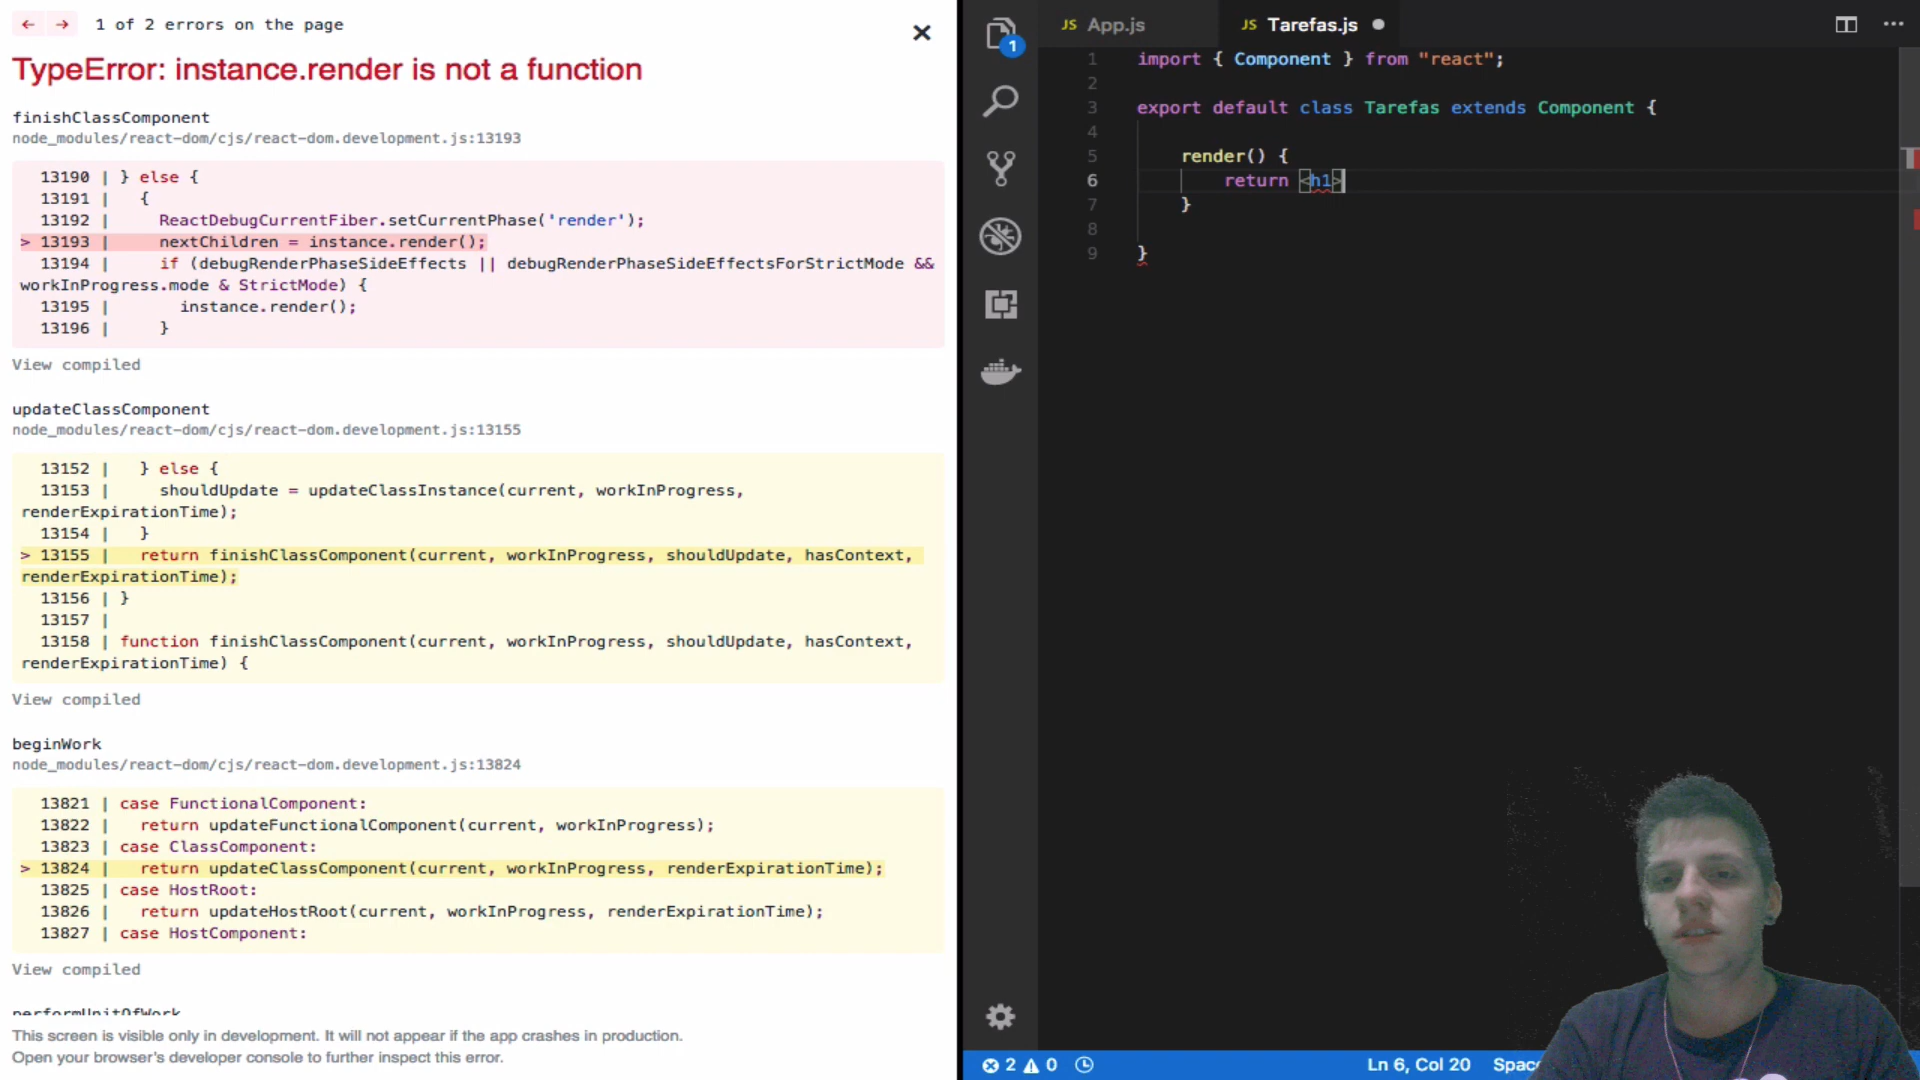 ← → 1 of 2 errors on the page
TypeError: instance.render is not a function
finishClassComponent
node_modules/react-dom/cjs/react-dom.development.js:13193
13190 | } else {
13191 |   {
13192 |     ReactDebugCurrentFiber.setCurrentPhase('render');
> 13193 |     nextChildren = instance.render();
13194 |     if (debugRenderPhaseSideEffects || debugRenderPhaseSideEffectsForStrictMode &&
workInProgress.mode & StrictMode) {
13195 |       instance.render();
13196 |     }
View compiled
updateClassComponent
node_modules/react-dom/cjs/react-dom.development.js:13155
13152 |   } else {
13153 |     shouldUpdate = updateClassInstance(current, workInProgress,
renderExpirationTime);
13154 |   }
> 13155 |   return finishClassComponent(current, workInProgress, shouldUpdate, hasContext,
renderExpirationTime);
13156 | }
13157 |
13158 | function finishClassComponent(current, workInProgress, shouldUpdate, hasContext,
renderExpirationTime) {
View compiled
beginWork
node_modules/react-dom/cjs/react-dom.development.js:13824
13821 | case FunctionalComponent:
13822 |   return updateFunctionalComponent(current, workInProgress);
13823 | case ClassComponent:
> 13824 |   return updateClassComponent(current, workInProgress, renderExpirationTime);
13825 | case HostRoot:
13826 |   return updateHostRoot(current, workInProgress, renderExpirationTime);
13827 | case HostComponent:
View compiled
performUnitOfWork
This screen is visible only in development. It will not appear if the app crashes in production.
Open your browser's developer console to further inspect this error.
1
JS App.js
JS Tarefas.js
1 import { Component } from "react";
2
3 export default class Tarefas extends Component {
4
5     render() {
6         return <h1>
7     }
8
9 }
2 0
Ln 6, Col 20